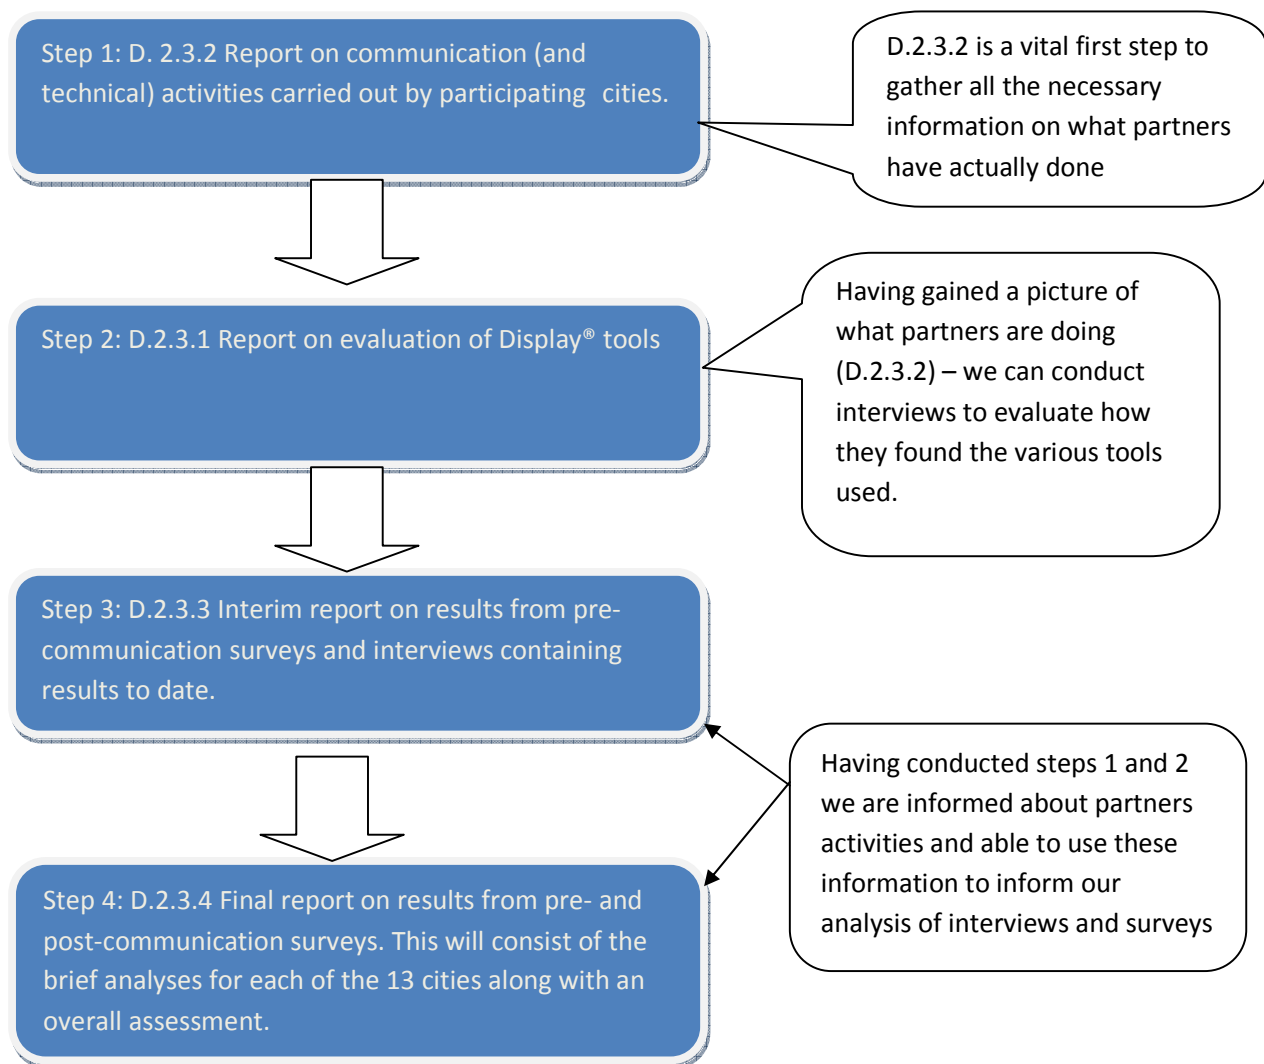 Step 1: D. 2.3.2 Report on communication (and
technical) activities carried out by participating cities.
D.2.3.2 is a vital first step to
gather all the necessary
information on what partners
have actually done
Step 2: D.2.3.1 Report on evaluation of Display® tools
Having gained a picture of
what partners are doing
(D.2.3.2) – we can conduct
interviews to evaluate how
they found the various tools
used.
Step 3: D.2.3.3 Interim report on results from pre-
communication surveys and interviews containing
results to date.
Having conducted steps 1 and 2
we are informed about partners
activities and able to use these
information to inform our
analysis of interviews and surveys
Step 4: D.2.3.4 Final report on results from pre- and
post-communication surveys. This will consist of the
brief analyses for each of the 13 cities along with an
overall assessment.